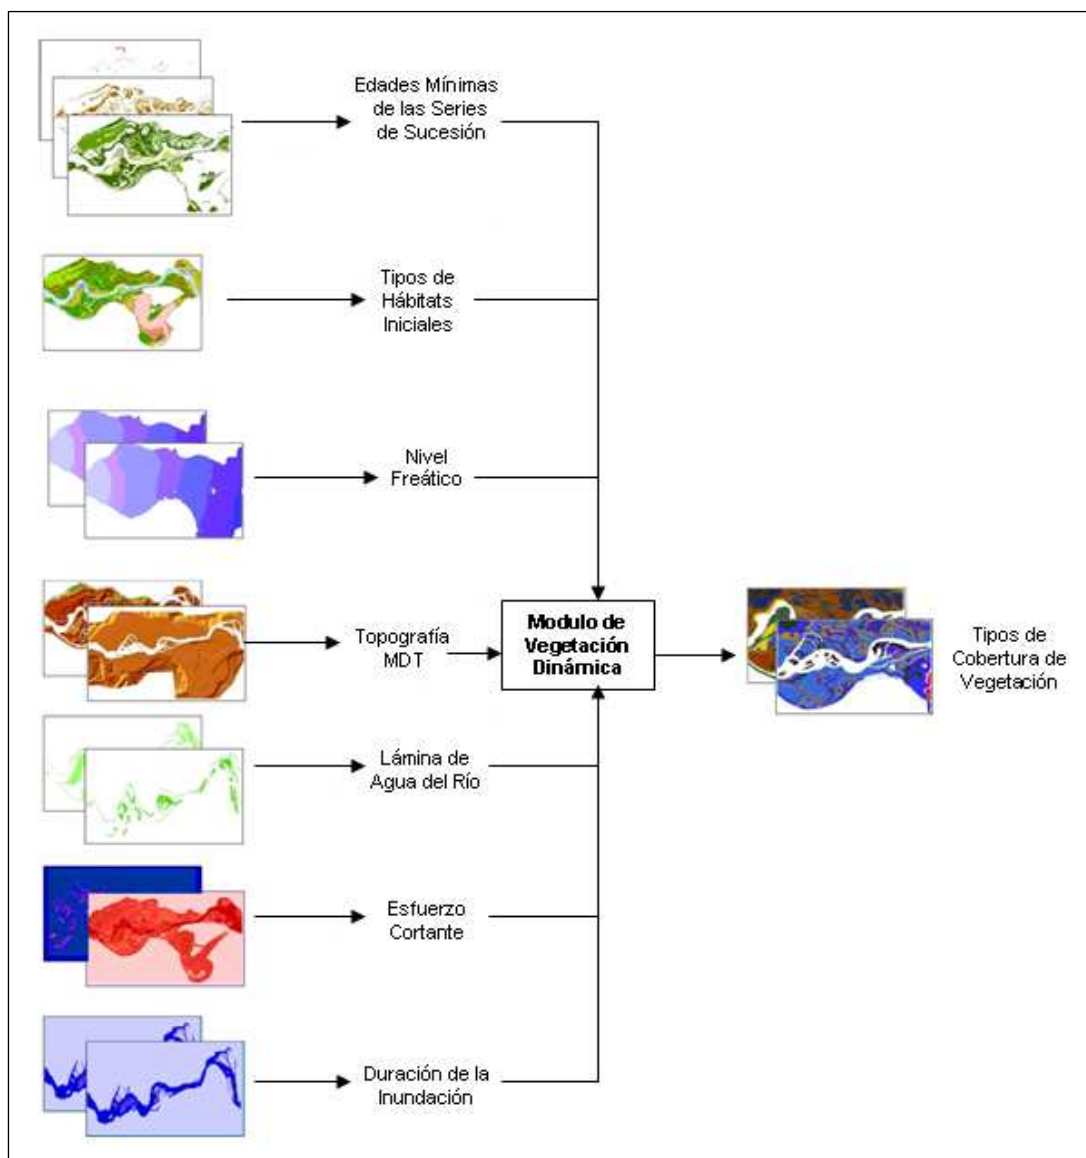 Edades Mínimas
de las Series
de Sucesión
Tipos de
Hábitats
Iniciales
Nivel
Freático
Topografía
MDT
Modulo de
Vegetación
Dinámica
Tipos de
Cobertura de
Vegetación
Lámina de
Agua del Río
Esfuerzo
Cortante
Duración de la
Inundación